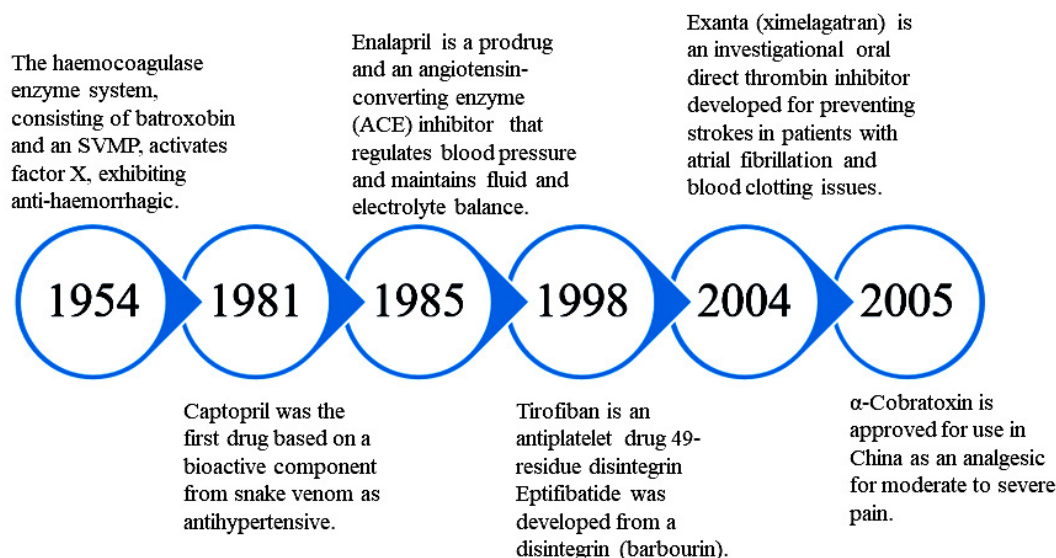 The haemocoagulase
enzyme system,
consisting of batroxobin
and an SVMP, activates
factor X, exhibiting
anti-haemorrhagic.
Enalapril is a prodrug
and an angiotensin-
converting enzyme
(ACE) inhibitor that
regulates blood pressure
and maintains fluid and
electrolyte balance.
Exanta (ximelagatran) is
an investigational oral
direct thrombin inhibitor
developed for preventing
strokes in patients with
atrial fibrillation and
blood clotting issues.
1954
1981
1985
1998
2004
2005
Captopril was the
first drug based on a
bioactive component
from snake venom as
antihypertensive.
Tirofiban is an
antiplatelet drug 49-
residue disintegrin
Eptifibatide was
developed from a
disintegrin (barbourin).
α-Cobratoxin is
approved for use in
China as an analgesic
for moderate to severe
pain.